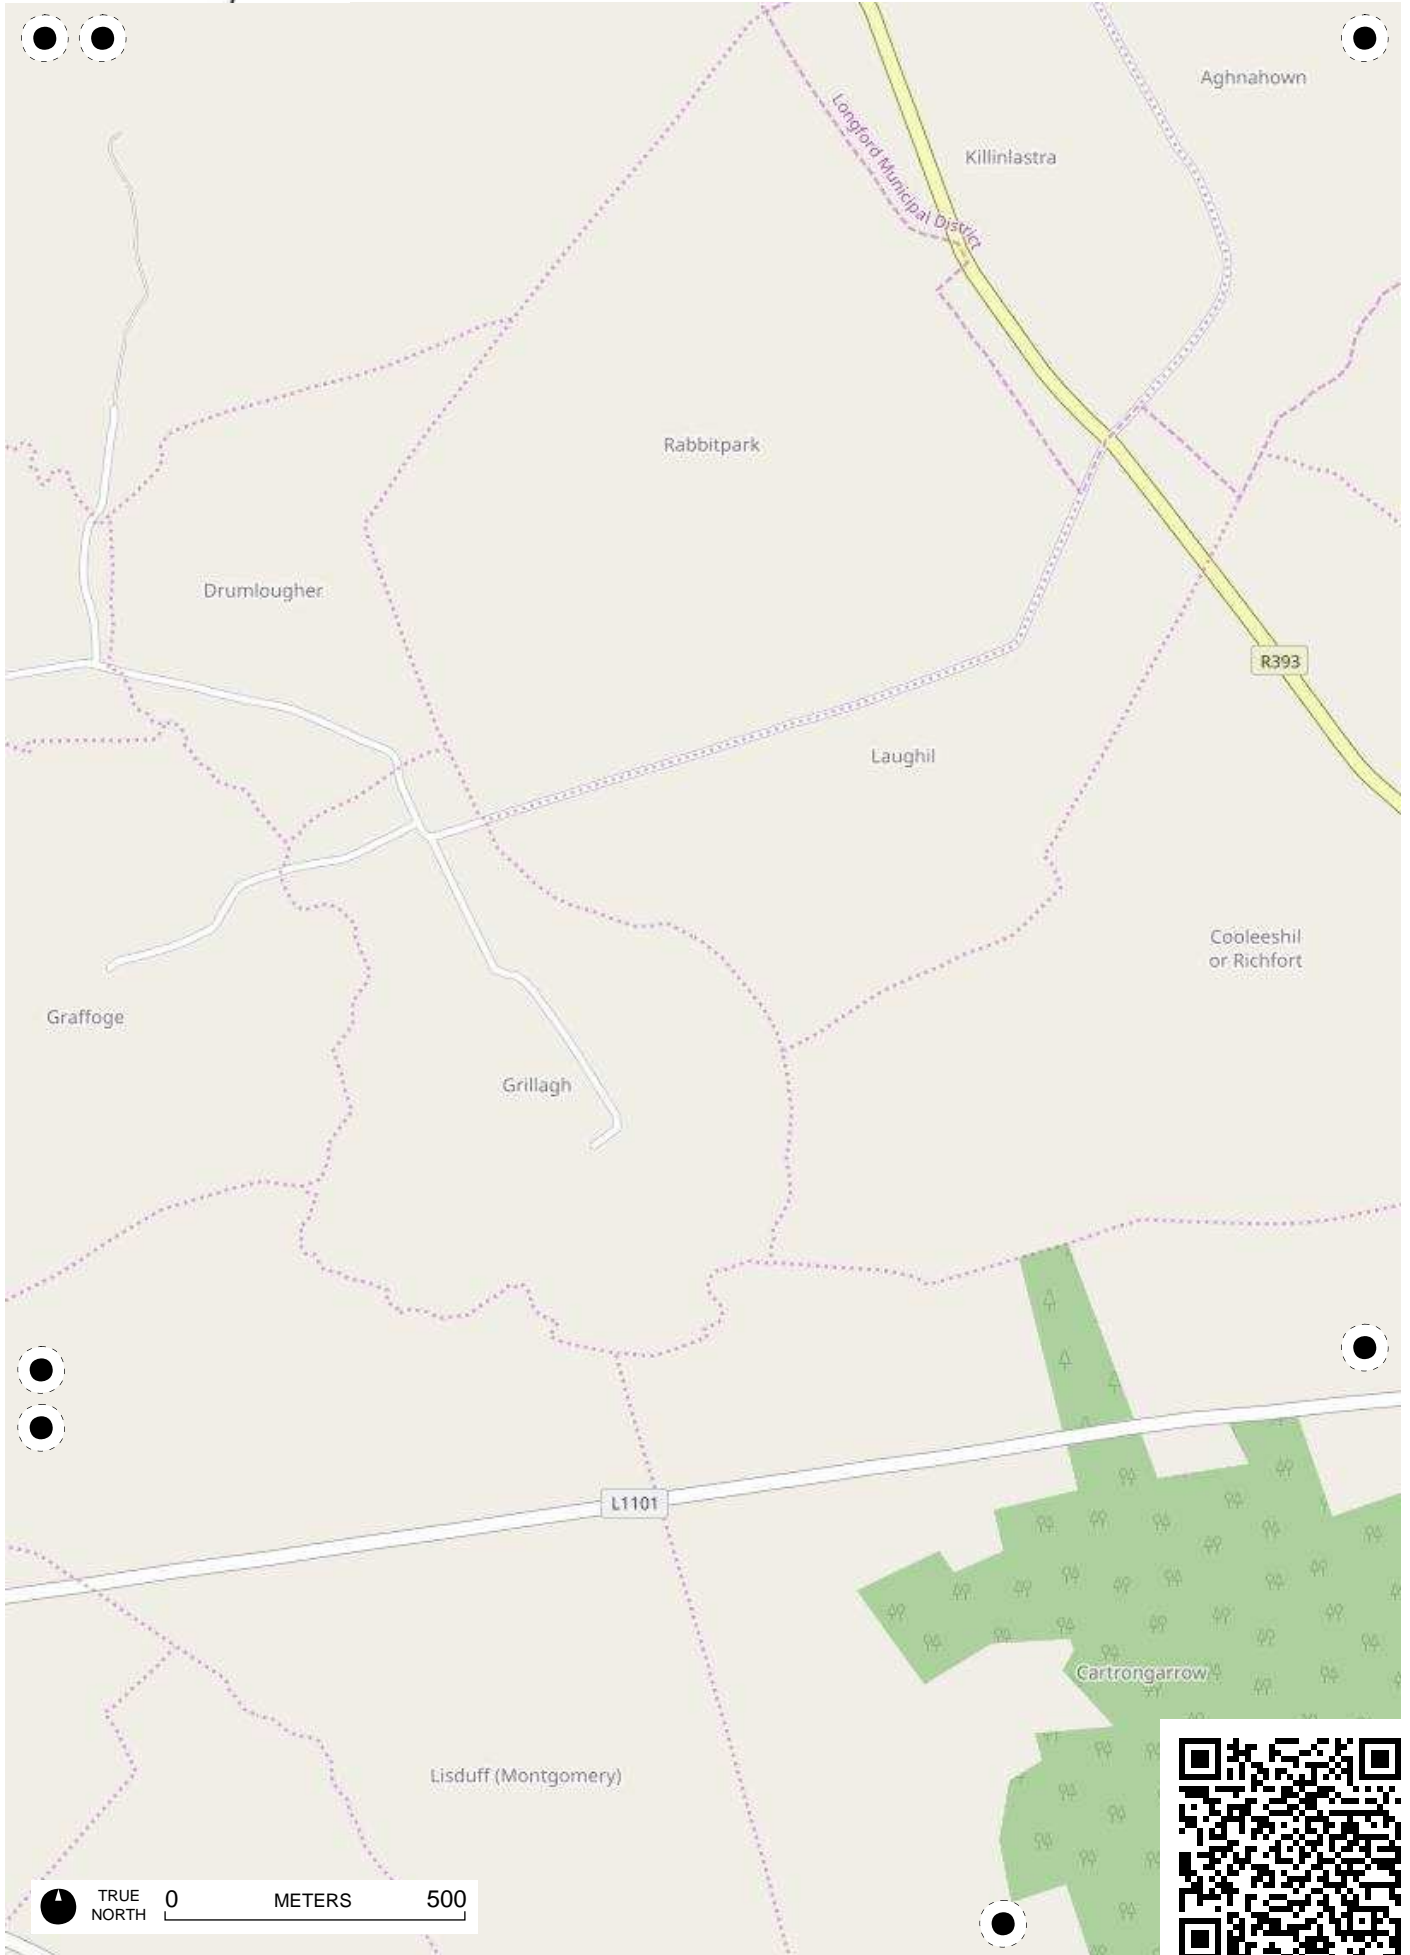 Aghnahown
Killinlastra
Longford Municipal District
Rabbitpark
Drumlougher
R393
Laughil
Cooleeshil
or Richfort
Graffoge
Grillagh
L1101
Cartrongarrow
Lisduff (Montgomery)
TRUE
NORTH
0 METERS 500